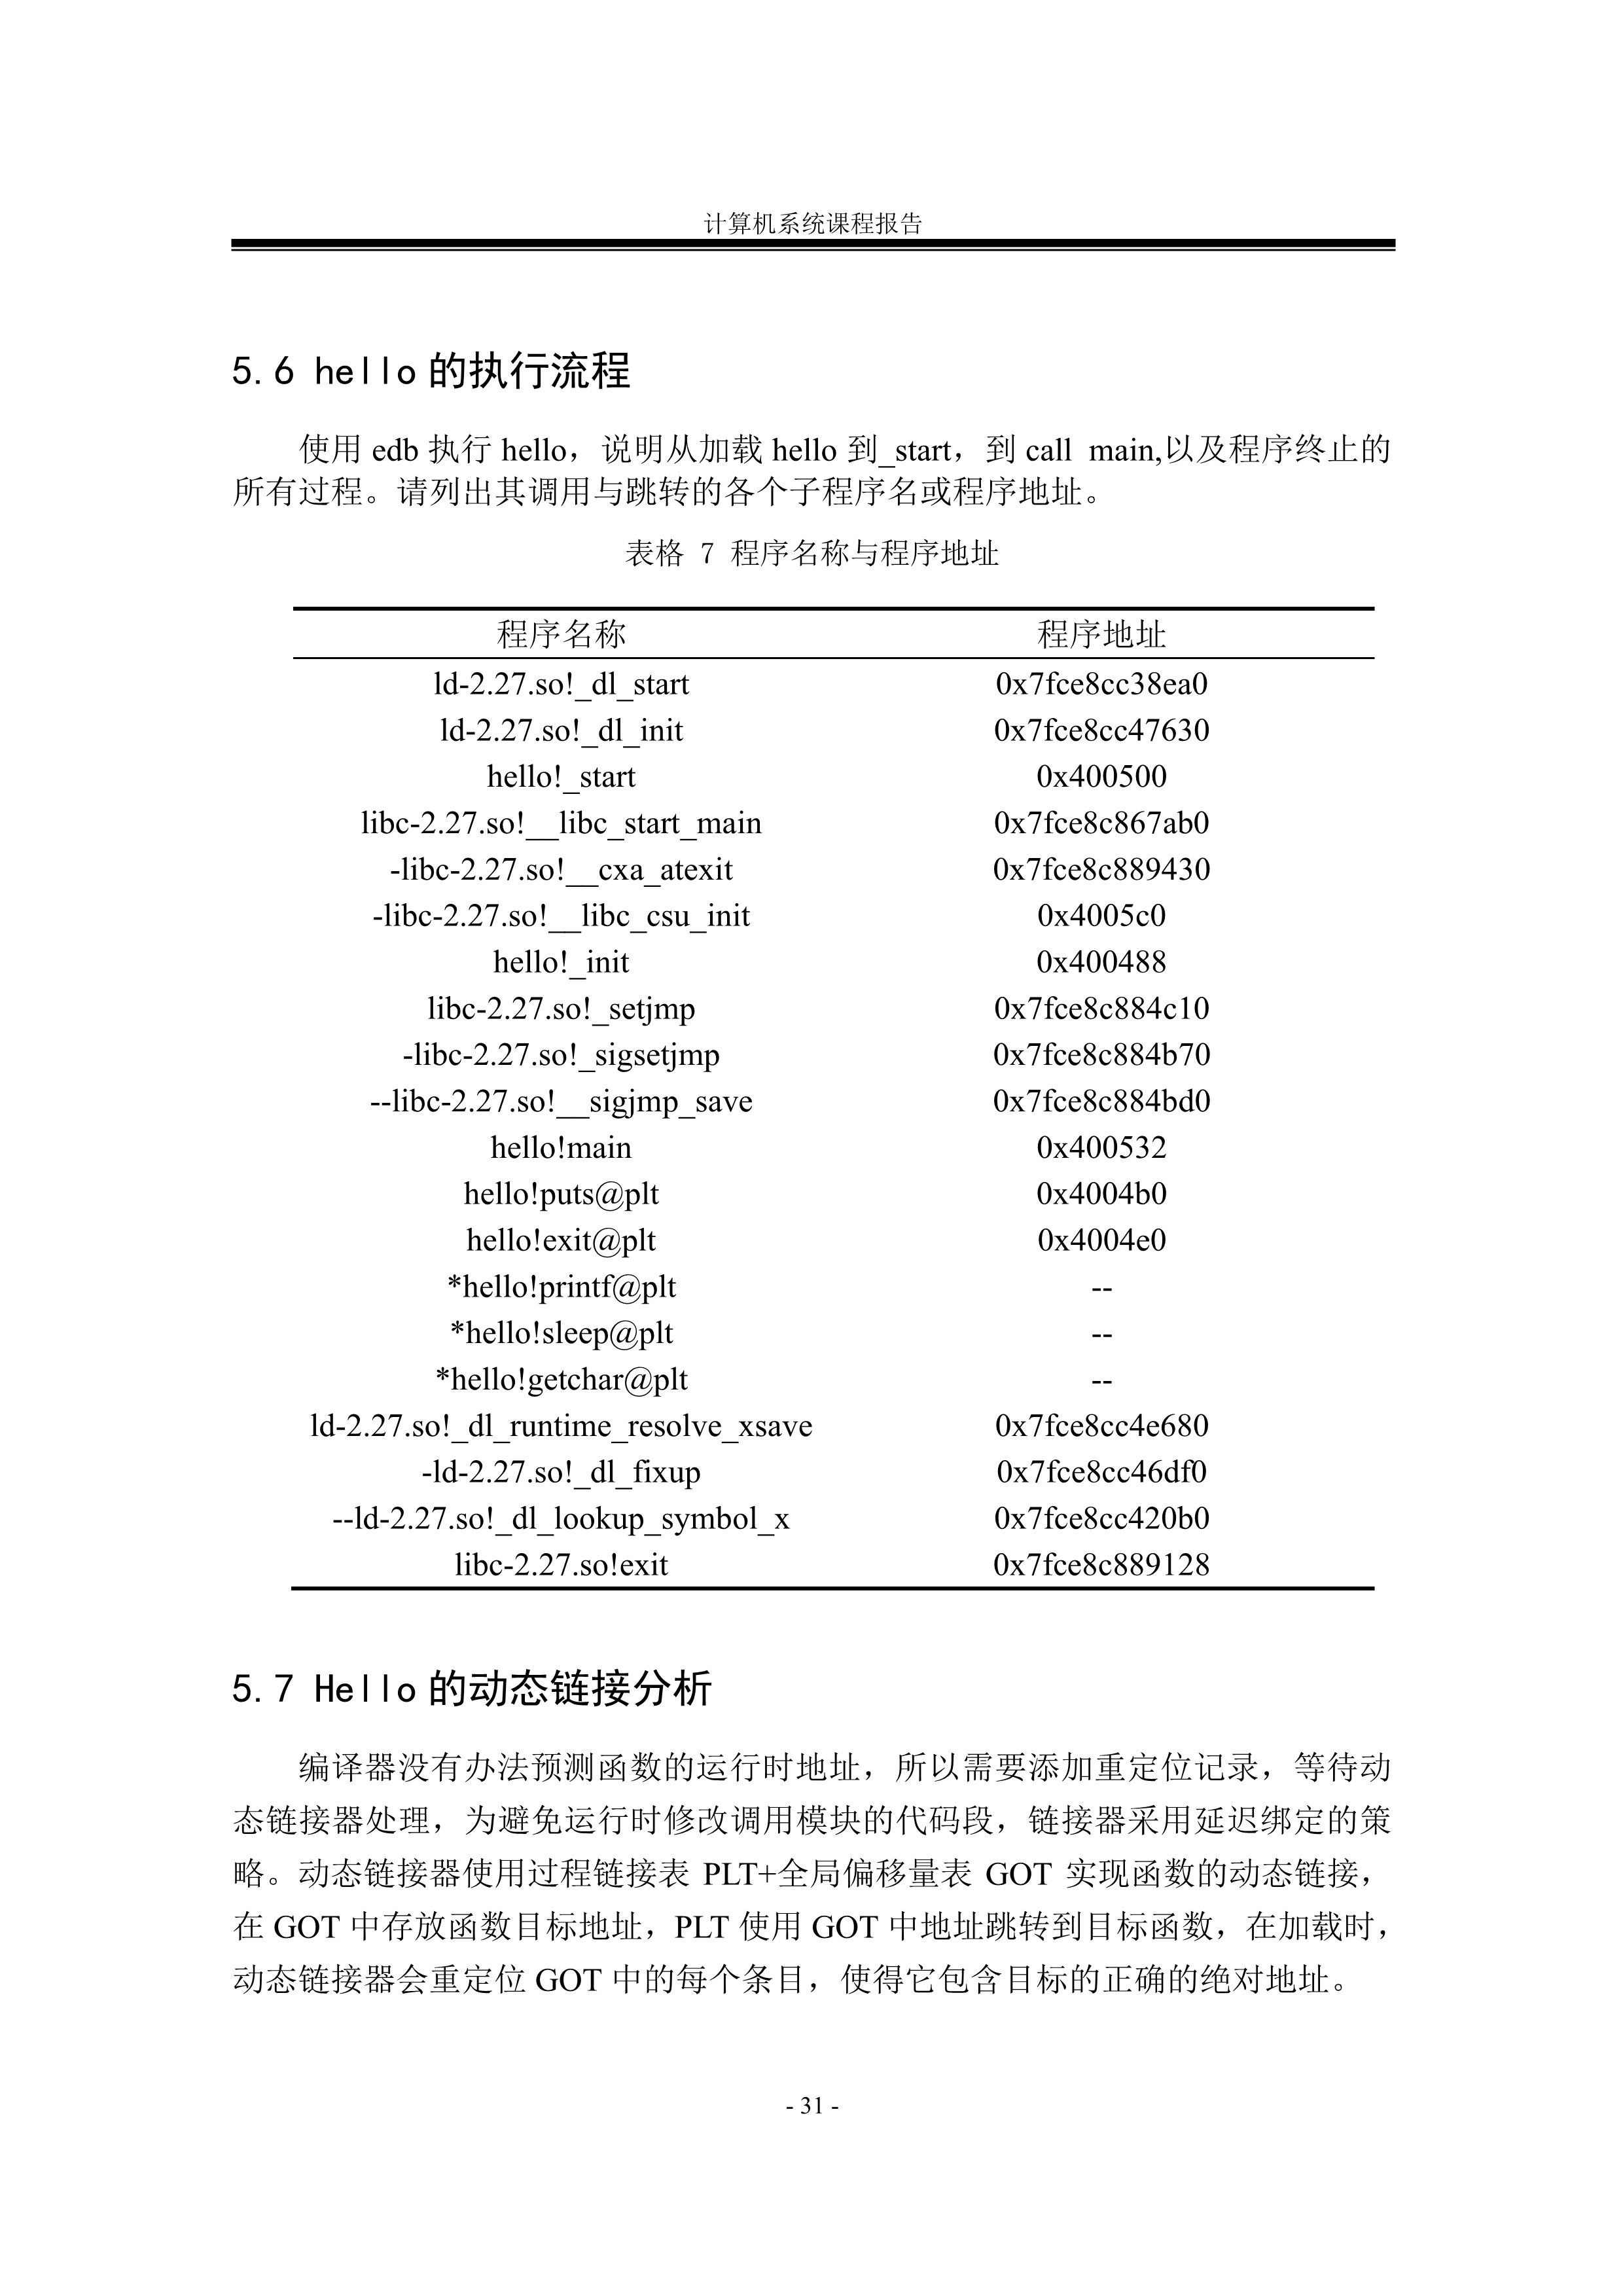 计算机系统课程报告
5.6 hello 的执行流程
使用 edb 执行 hello，说明从加载 hello 到_start，到 call main,以及程序终止的
所有过程。请列出其调用与跳转的各个子程序名或程序地址。
表格 7 程序名称与程序地址
程序名称 程序地址
ld-2.27.so!_dl_start 0x7fce8cc38ea0
ld-2.27.so!_dl_init 0x7fce8cc47630
hello!_start 0x400500
libc-2.27.so!__libc_start_main 0x7fce8c867ab0
-libc-2.27.so!__cxa_atexit 0x7fce8c889430
-libc-2.27.so!__libc_csu_init 0x4005c0
hello!_init 0x400488
libc-2.27.so!_setjmp 0x7fce8c884c10
-libc-2.27.so!_sigsetjmp 0x7fce8c884b70
--libc-2.27.so!__sigjmp_save 0x7fce8c884bd0
hello!main 0x400532
hello!puts@plt 0x4004b0
hello!exit@plt 0x4004e0
*hello!printf@plt --
*hello!sleep@plt --
*hello!getchar@plt --
ld-2.27.so!_dl_runtime_resolve_xsave 0x7fce8cc4e680
-ld-2.27.so!_dl_fixup 0x7fce8cc46df0
--ld-2.27.so!_dl_lookup_symbol_x 0x7fce8cc420b0
libc-2.27.so!exit 0x7fce8c889128
5.7 Hello 的动态链接分析
编译器没有办法预测函数的运行时地址，所以需要添加重定位记录，等待动
态链接器处理，为避免运行时修改调用模块的代码段，链接器采用延迟绑定的策
略。动态链接器使用过程链接表 PLT+全局偏移量表 GOT 实现函数的动态链接，
在 GOT 中存放函数目标地址，PLT 使用 GOT 中地址跳转到目标函数，在加载时，
动态链接器会重定位 GOT 中的每个条目，使得它包含目标的正确的绝对地址。
- 31 -